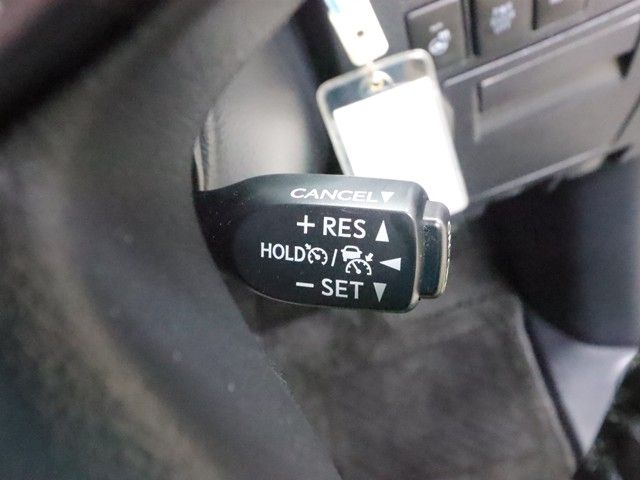 CANCEL▼
+ RES ▲
HOLD / ◀
− SET ▼